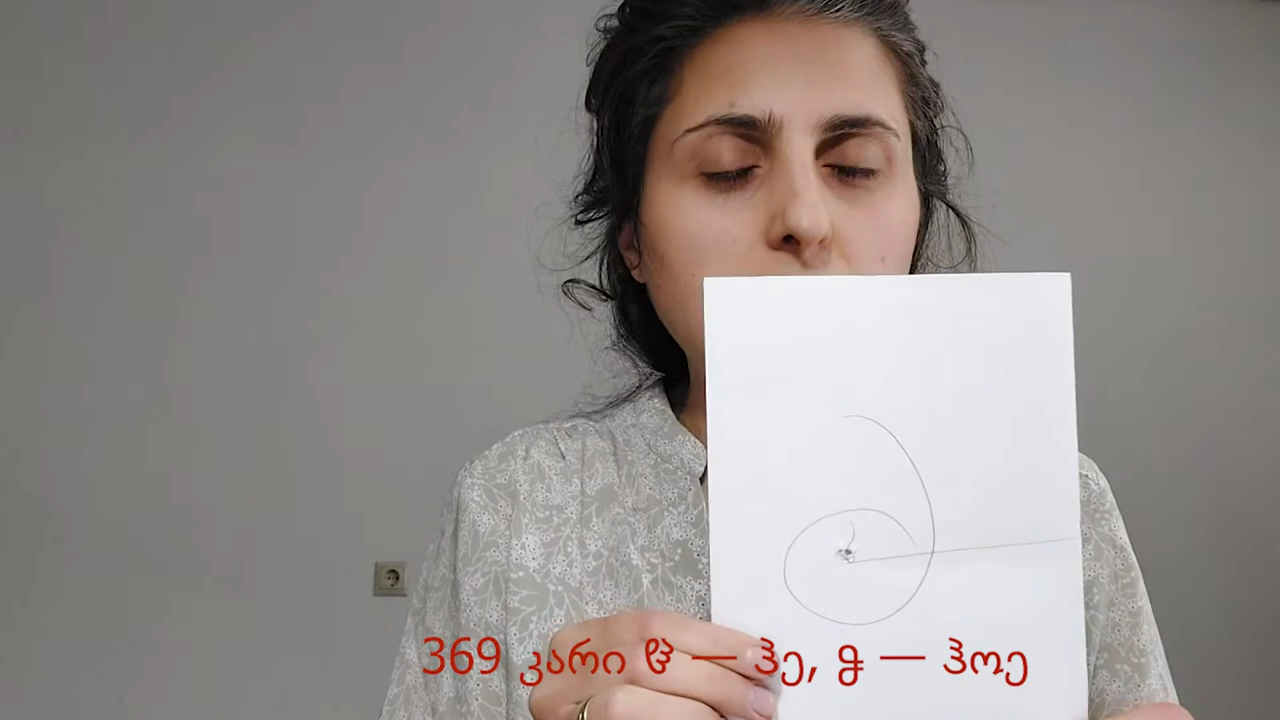 369 კარი ჱ — ჰე, ჵ — ჰოე